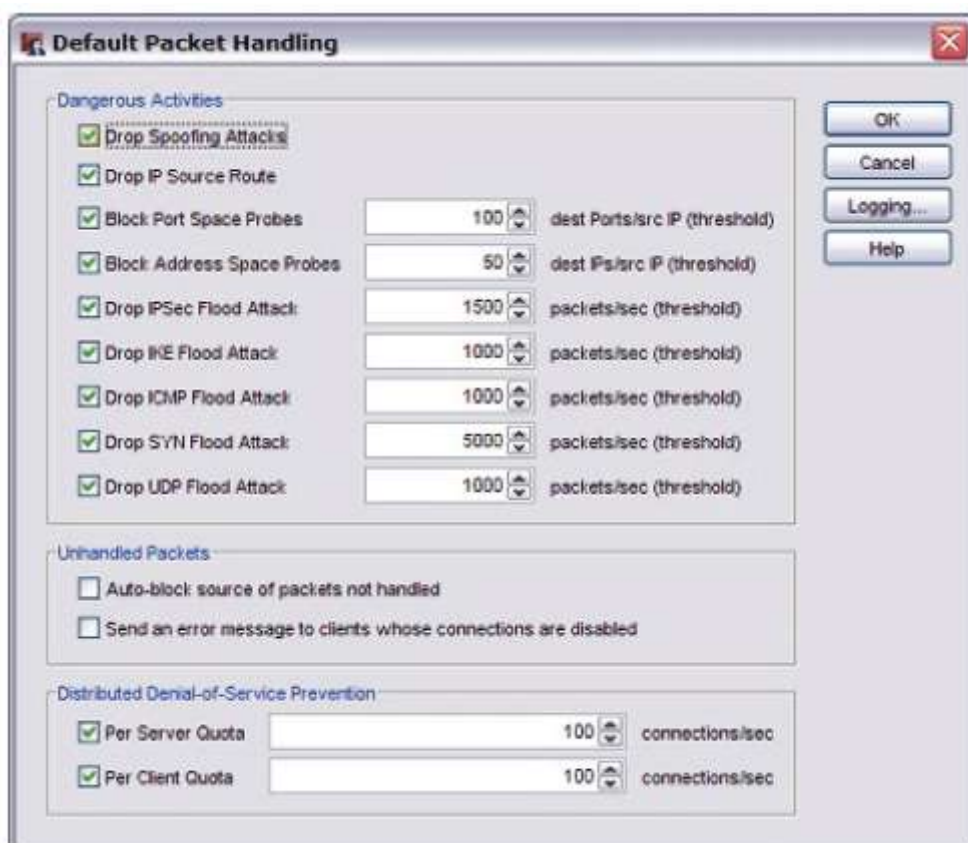 Default Packet Handling
Dangerous Activities
Drop Spoofing Attacks
Drop IP Source Route
Block Port Space Probes 100 dest Ports/src IP (threshold)
Block Address Space Probes 50 dest IPs/src IP (threshold)
Drop IPSec Flood Attack 1500 packets/sec (threshold)
Drop IKE Flood Attack 1000 packets/sec (threshold)
Drop ICMP Flood Attack 1000 packets/sec (threshold)
Drop SYN Flood Attack 5000 packets/sec (threshold)
Drop UDP Flood Attack 1000 packets/sec (threshold)
OK
Cancel
Logging...
Help
Unhandled Packets
Auto-block source of packets not handled
Send an error message to clients whose connections are disabled
Distributed Denial-of-Service Prevention
Per Server Quota 100 connections/sec
Per Client Quota 100 connections/sec